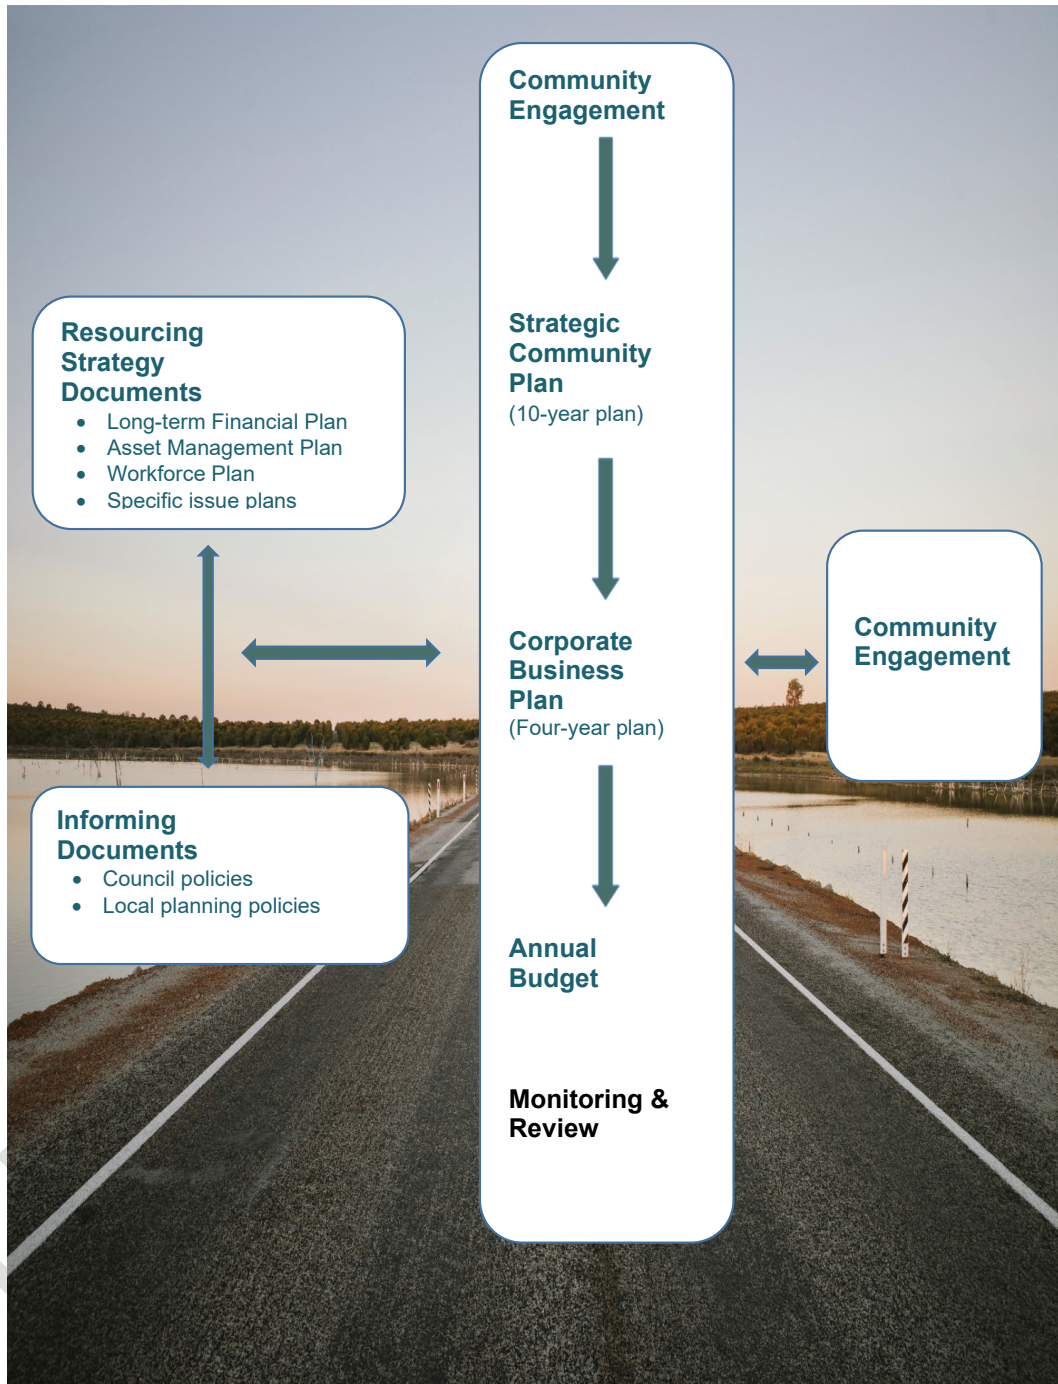 Community
Engagement
Strategic
Community
Plan
(10-year plan)
Corporate
Business
Plan
(Four-year plan)
Annual
Budget
Monitoring &
Review
Resourcing
Strategy
Documents
• Long-term Financial Plan
• Asset Management Plan
• Workforce Plan
• Specific issue plans
Informing
Documents
• Council policies
• Local planning policies
Community
Engagement